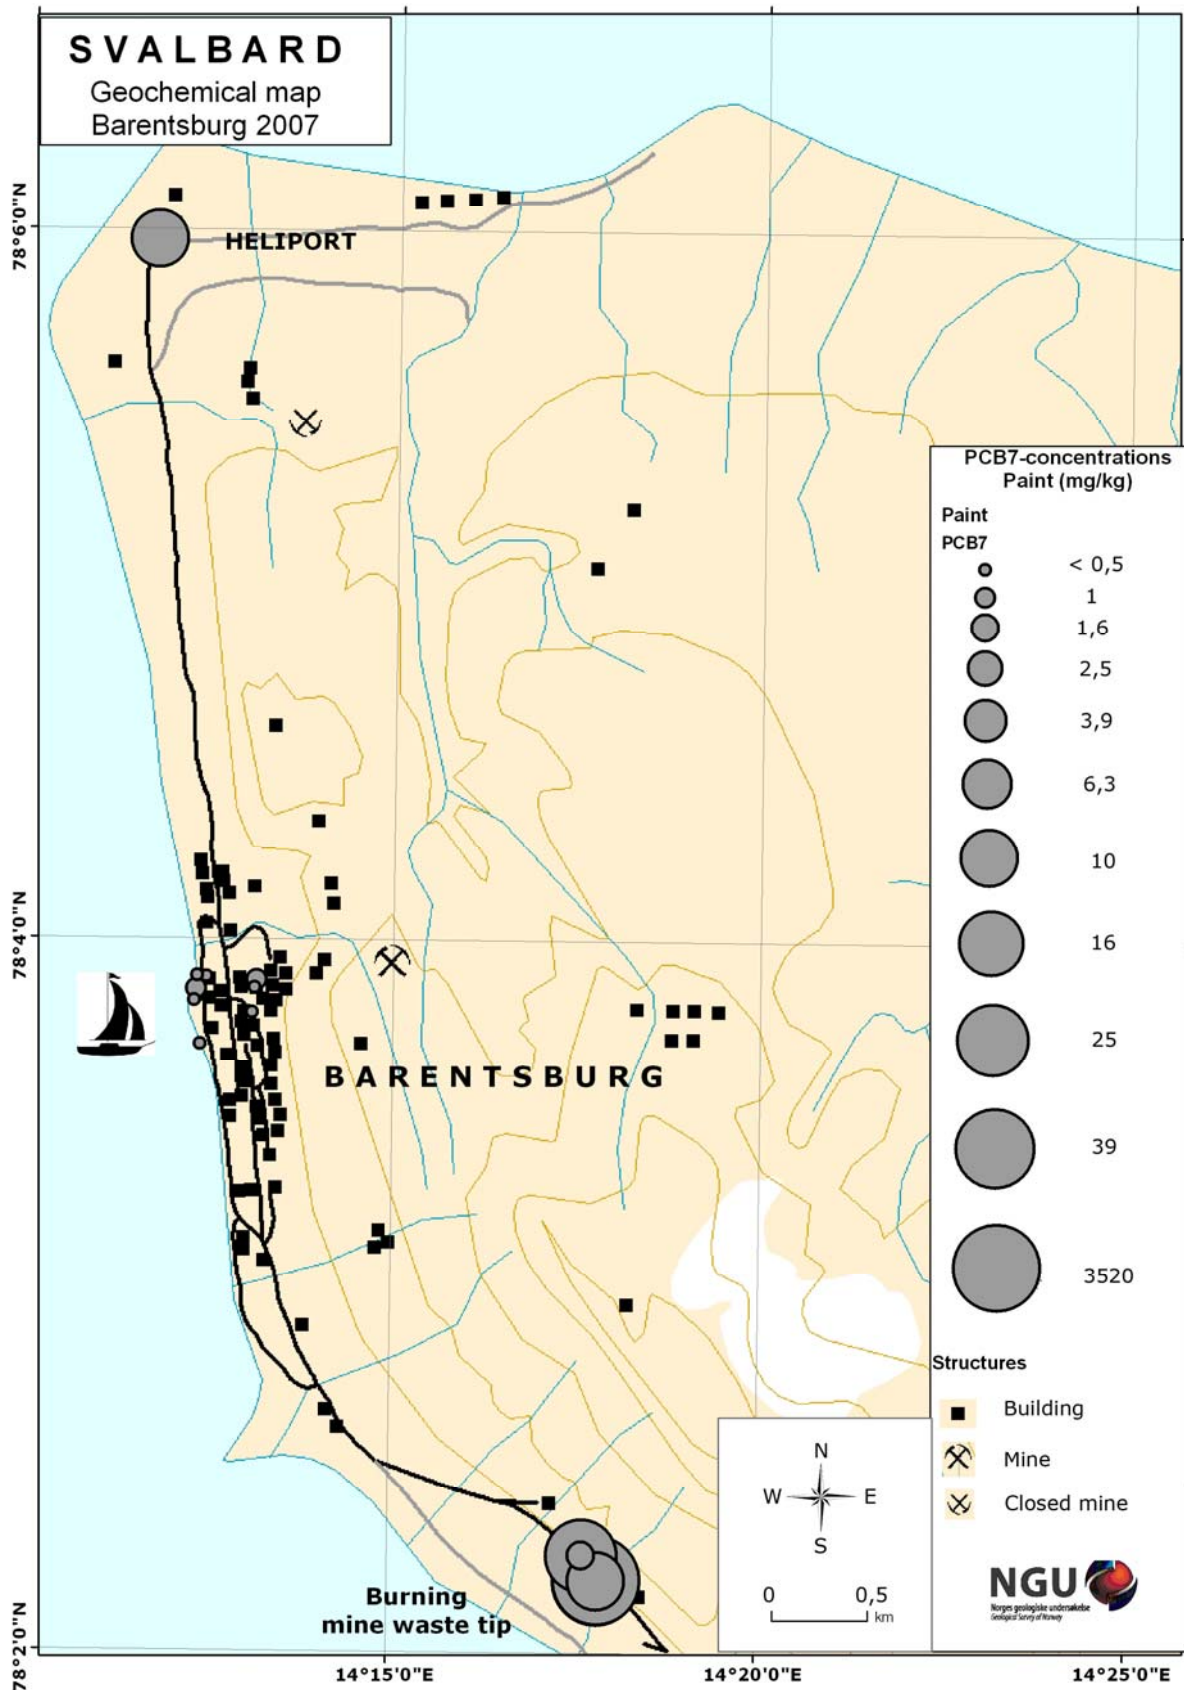 SVALBARD
Geochemical map
Barentsburg 2007
78°6'0"N
HELIPORT
PCB7-concentrations
Paint (mg/kg)
Paint
PCB7
< 0,5
1
1,6
2,5
3,9
6,3
10
78°4'0"N
16
25
BARENTSBURG
39
3520
Structures
Building
Mine
Closed mine
N
W E
S
0 0,5
km
NGU
Norges geologiske undersøkelse
Geological Survey of Norway
Burning
mine waste tip
78°2'0"N
14°15'0"E
14°20'0"E
14°25'0"E